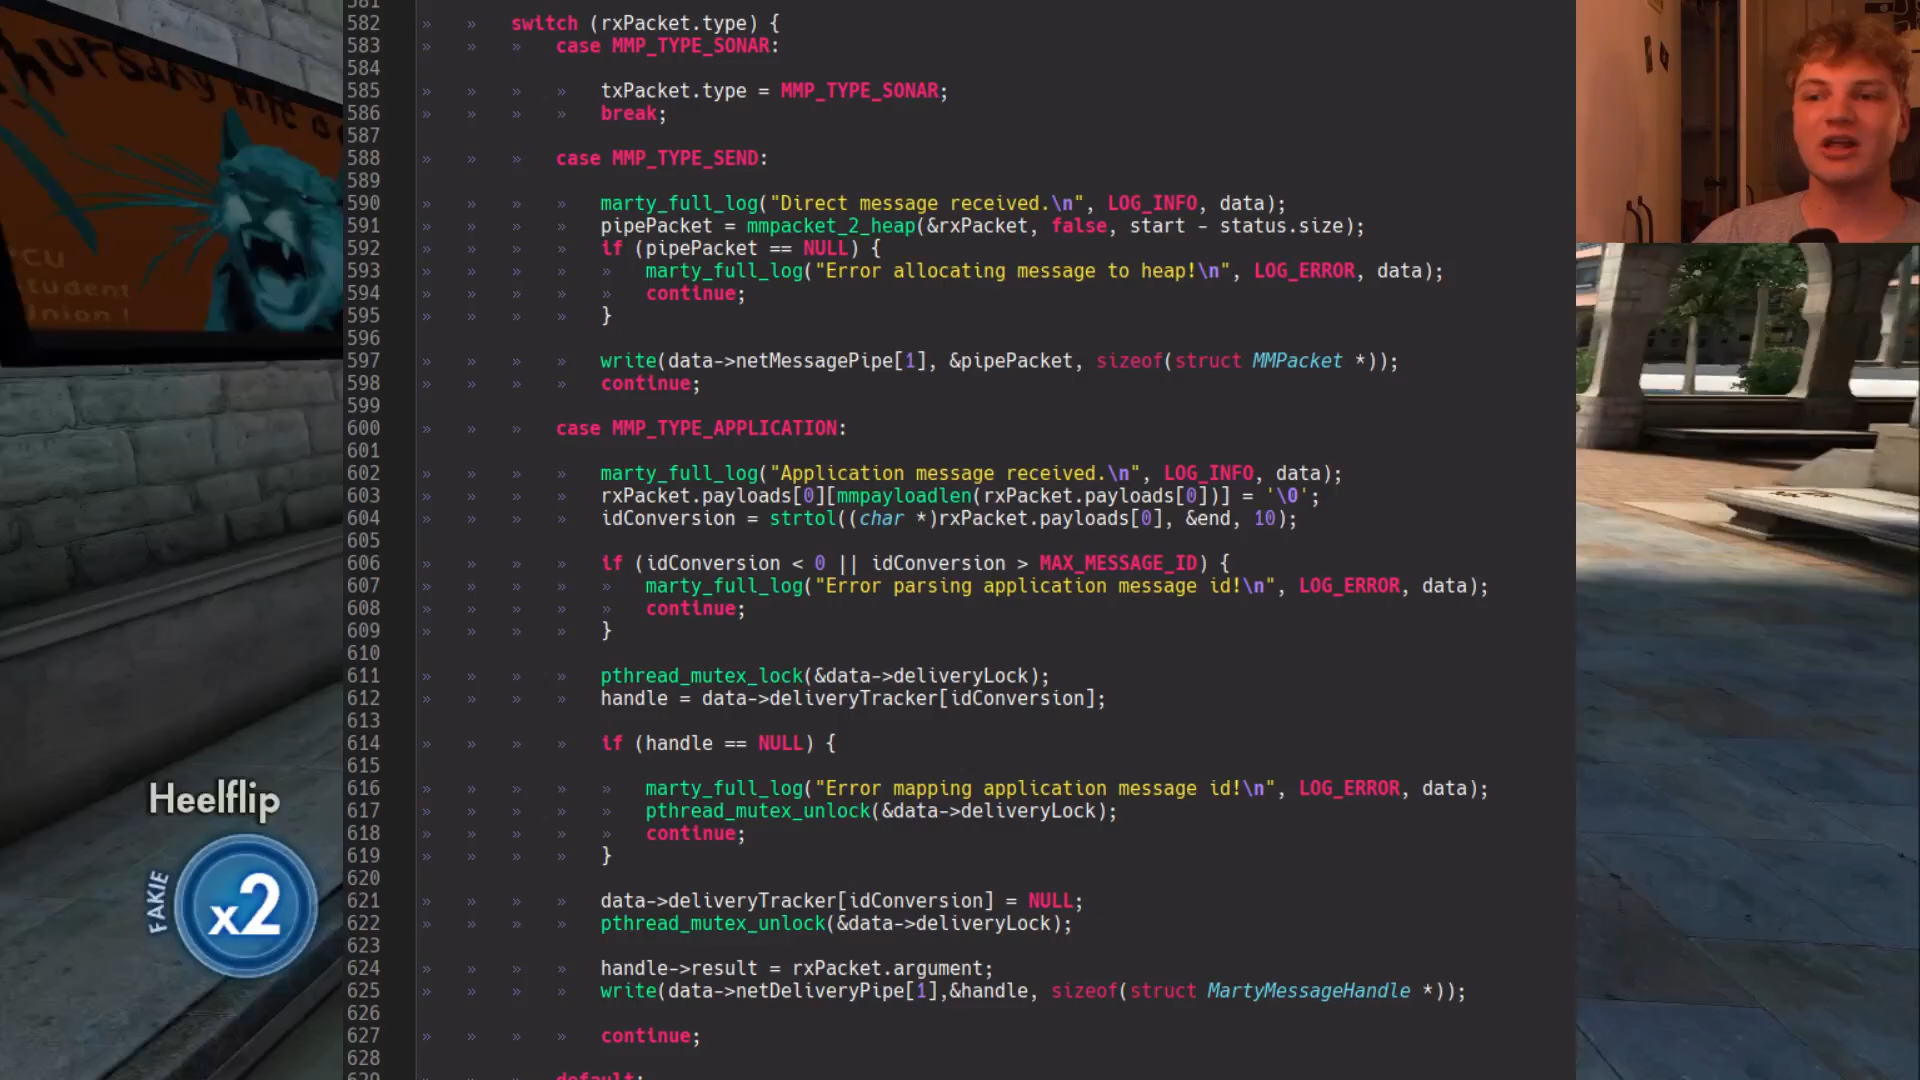 Thursday
CU
Student
Union!
581
582 » » switch (rxPacket.type) {
583 » » » case MMP_TYPE_SONAR:
584
585 » » » » txPacket.type = MMP_TYPE_SONAR;
586 » » » » break;
587
588 » » » case MMP_TYPE_SEND:
589
590 » » » » marty_full_log("Direct message received.\n", LOG_INFO, data);
591 » » » » pipePacket = mmpacket_2_heap(&rxPacket, false, start - status.size);
592 » » » » if (pipePacket == NULL) {
593 » » » » » marty_full_log("Error allocating message to heap!\n", LOG_ERROR, data);
594 » » » » » continue;
595 » » » » }
596
597 » » » » write(data->netMessagePipe[1], &pipePacket, sizeof(struct MMPacket *));
598 » » » » continue;
599
600 » » » case MMP_TYPE_APPLICATION:
601
602 » » » » marty_full_log("Application message received.\n", LOG_INFO, data);
603 » » » » rxPacket.payloads[0][mmpayloadlen(rxPacket.payloads[0])] = '\0';
604 » » » » idConversion = strtol((char *)rxPacket.payloads[0], &end, 10);
605
606 » » » » if (idConversion < 0 || idConversion > MAX_MESSAGE_ID) {
607 » » » » » marty_full_log("Error parsing application message id!\n", LOG_ERROR, data);
608 » » » » » continue;
609 » » » » }
610
611 » » » » pthread_mutex_lock(&data->deliveryLock);
612 » » » » handle = data->deliveryTracker[idConversion];
613
614 » » » » if (handle == NULL) {
615
616 » » » » » marty_full_log("Error mapping application message id!\n", LOG_ERROR, data);
617 » » » » » pthread_mutex_unlock(&data->deliveryLock);
618 » » » » » continue;
619 » » » » }
620
621 » » » » data->deliveryTracker[idConversion] = NULL;
622 » » » » pthread_mutex_unlock(&data->deliveryLock);
623
624 » » » » handle->result = rxPacket.argument;
625 » » » » write(data->netDeliveryPipe[1],&handle, sizeof(struct MartyMessageHandle *));
626
627 » » » » continue;
628
629 » » » default:
Heelflip
FAKIE
x2